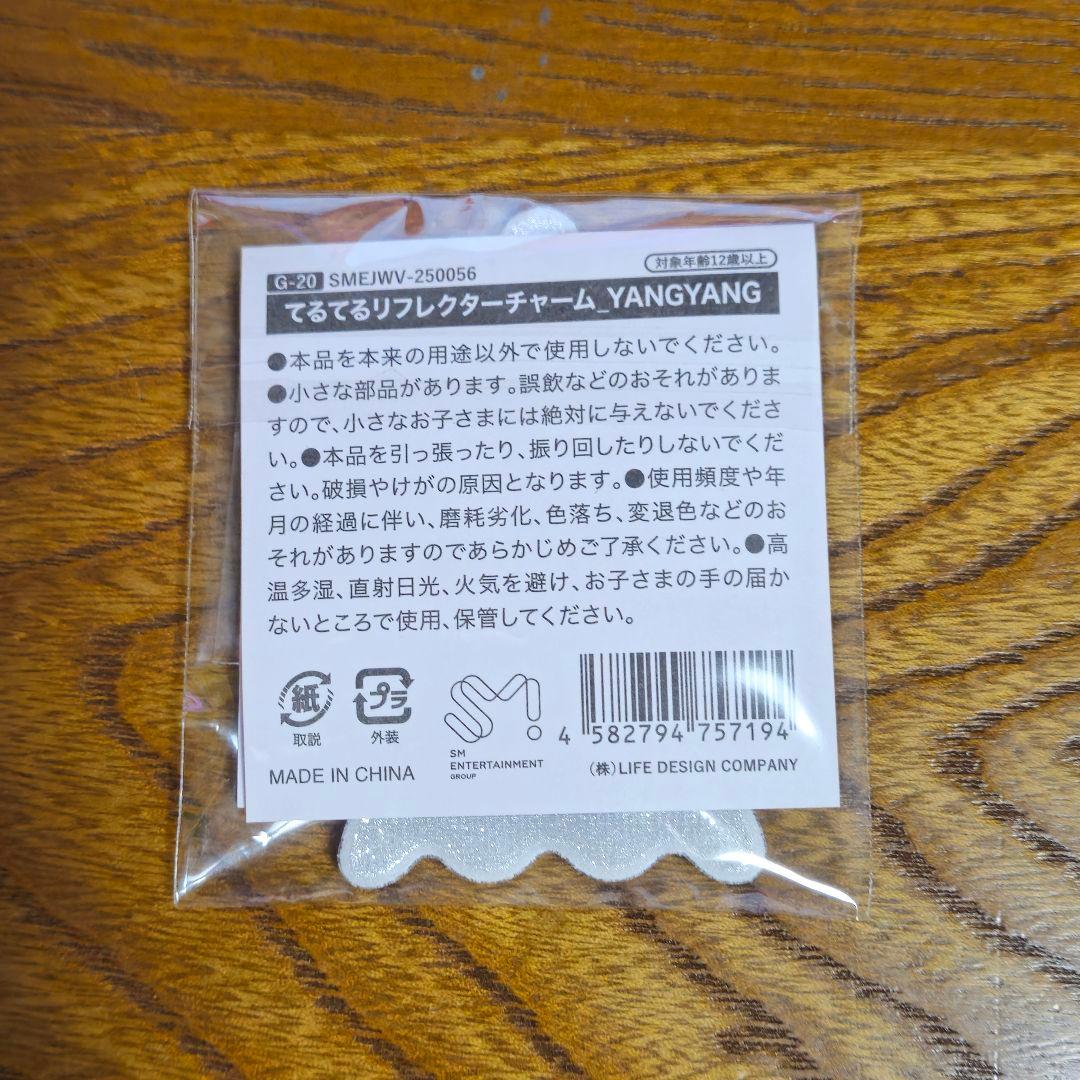 G-20 SMEJWV-250056 対象年齢12歳以上
てるてるリフレクターチャーム_YANGYANG
●本品を本来の用途以外で使用しないでください。
●小さな部品があります。誤飲などのおそれがありま
すので、小さなお子さまには絶対に与えないでくださ
い。●本品を引っ張ったり、振り回したりしないでくだ
さい。破損やけがの原因となります。●使用頻度や年
月の経過に伴い、磨耗劣化、色落ち、変退色などのお
それがありますのであらかじめご了承ください。●高
温多湿、直射日光、火気を避け、お子さまの手の届か
ないところで使用、保管してください。
紙
取説
プラ
外装
SM
SM
ENTERTAINMENT
GROUP
4 582794 757194
MADE IN CHINA
(株)LIFE DESIGN COMPANY